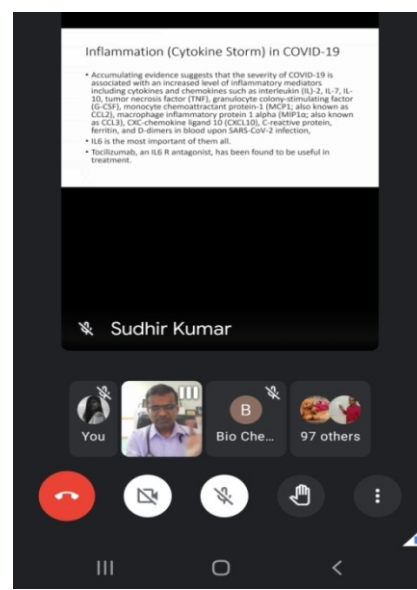 Inflammation (Cytokine Storm) in COVID-19
• Accumulating evidence suggests that the severity of COVID-19 is
associated with an increased level of inflammatory mediators
including cytokines and chemokines such as interleukin (IL)-2, IL-7, IL-
10, tumor necrosis factor (TNF), granulocyte colony-stimulating factor
(G-CSF), monocyte chemoattractant protein-1 (MCP1; also known as
CCL2), macrophage inflammatory protein 1 alpha (MIP1α; also known
as CCL3), CXC-chemokine ligand 10 (CXCL10), C-reactive protein,
ferritin, and D-dimers in blood upon SARS-CoV-2 infection,
• IL6 is the most important of them all.
• Tocilizumab, an IL6 R antagonist, has been found to be useful in
treatment.
Sudhir Kumar
B
You
Bio Che...
97 others